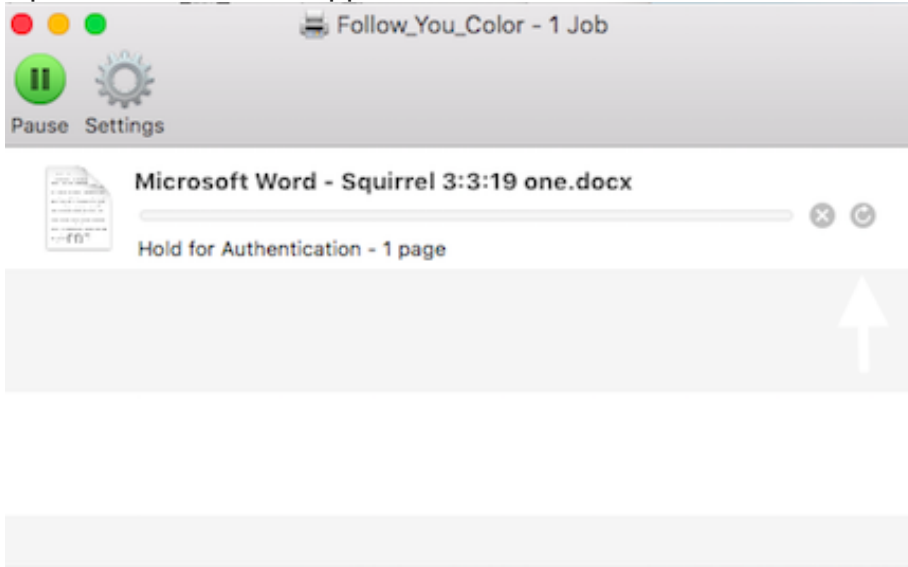 Follow_You_Color - 1 Job
Pause Settings
Microsoft Word - Squirrel 3:3:19 one.docx
Hold for Authentication - 1 page